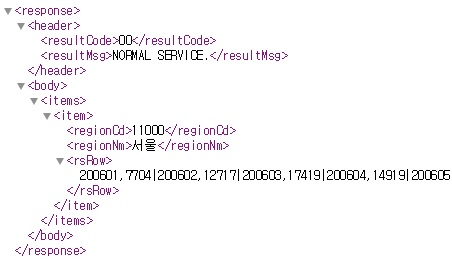 ▼<response>
▼<header>
<resultCode>00</resultCode>
<resultMsg>NORMAL SERVICE.</resultMsg>
</header>
▼<body>
▼<items>
▼<item>
<regionCd>11000</regionCd>
<regionNm>서울</regionNm>
▼<rsRow>
200601,7704|200602,12717|200603,17419|200604,14919|200605
</rsRow>
</item>
</items>
</body>
</response>